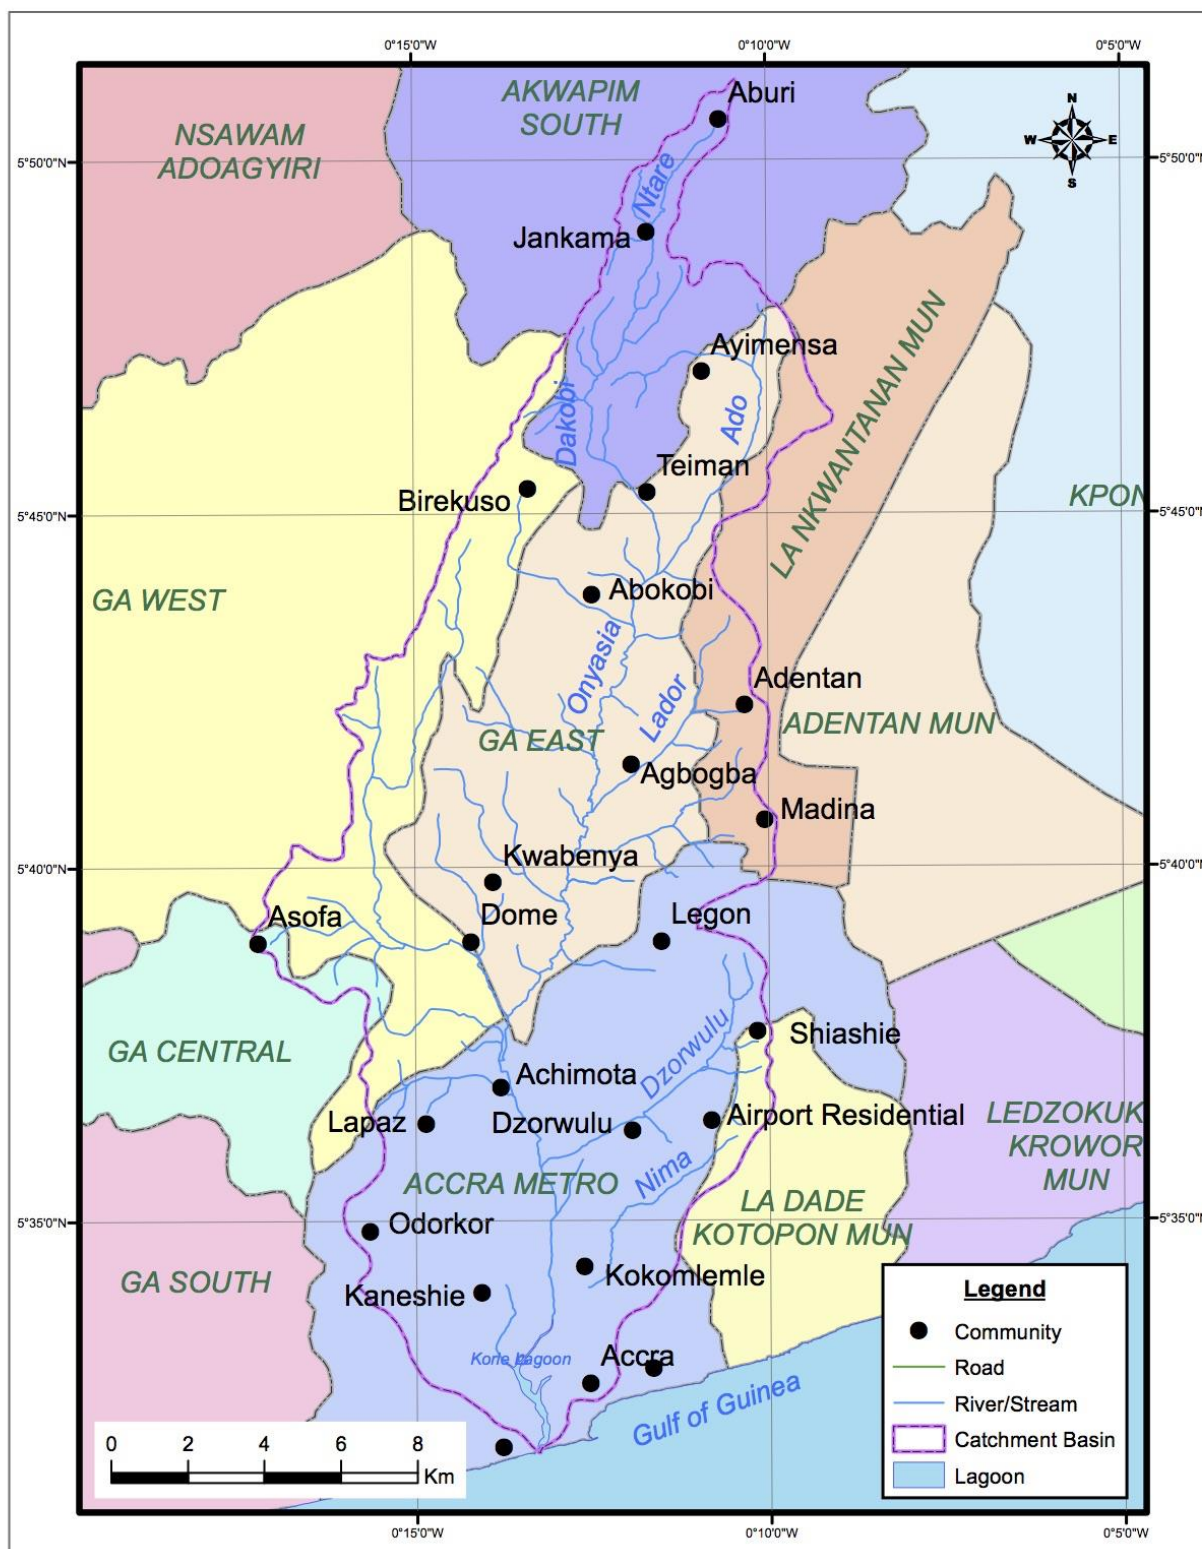 0°15'0"W
0°10'0"W
0°5'0"W
AKWAPIM
SOUTH
Aburi
NSAWAM
ADOAGYIRI
N
W
E
S
5°50'0"N
5°50'0"N
Ntare
Jankama
LA NKWANTANAN MUN
Ayimensa
Ado
Dakobi
Teiman
Birekuso
KPON
5°45'0"N
5°45'0"N
GA WEST
Abokobi
Onyasia
Lador
Adentan
ADENTAN MUN
GA EAST
Agbogba
Madina
Kwabenya
5°40'0"N
5°40'0"N
Asofa
Dome
Legon
Shiashie
GA CENTRAL
Dzorwulu
Achimota
Lapaz
Dzorwulu
Airport Residential
LEDZOKUK
KROWOR
MUN
Nima
ACCRA METRO
LA DADE
KOTOPON MUN
5°35'0"N
5°35'0"N
Odorkor
GA SOUTH
Kaneshie
Kokomlemle
Legend
Community
Road
River/Stream
Catchment Basin
Lagoon
Korle Lagoon
Accra
Gulf of Guinea
0 2 4 6 8
Km
0°15'0"W
0°10'0"W
0°5'0"W